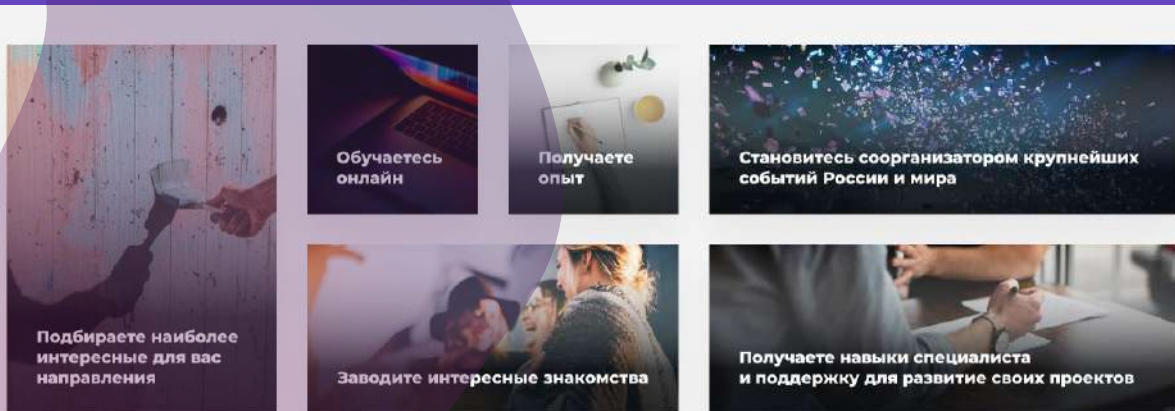 Подбираете наиболее
интересные для вас
направления
Обучаетесь
онлайн
Получаете
опыт
Становитесь соорганизатором крупнейших
событий России и мира
Заводите интересные знакомства
Получаете навыки специалиста
и поддержку для развитие своих проектов